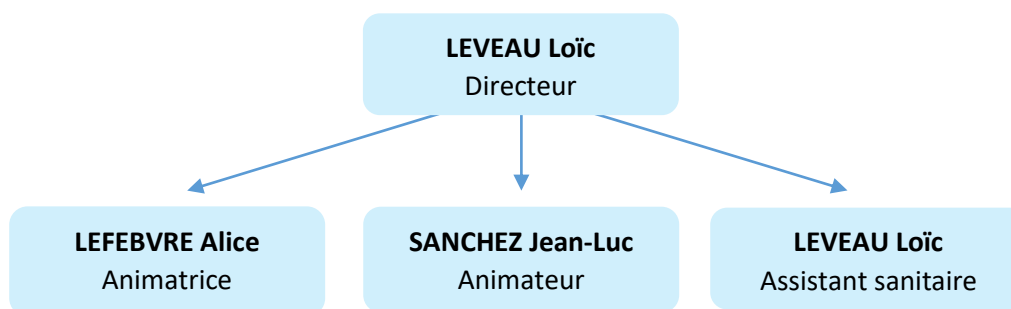 LEVEAU Loïc
Directeur
LEFEBVRE Alice
Animatrice
SANCHEZ Jean-Luc
Animateur
LEVEAU Loïc
Assistant sanitaire